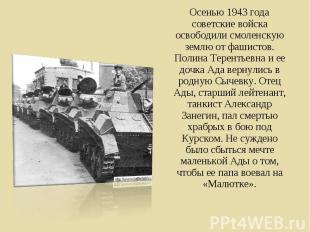 Осенью 1943 года
советские войска
освободили смоленскую
землю от фашистов.
Полина Терентьевна и ее
дочка Ада вернулись в
родную Сычевку. Отец
Ады, старший лейтенант,
танкист Александр
Занегин, пал смертью
храбрых в бою под
Курском. Не суждено
было сбыться мечте
маленькой Ады о том,
чтобы ее папа воевал на
«Малютке».
PPt4WEB.ru